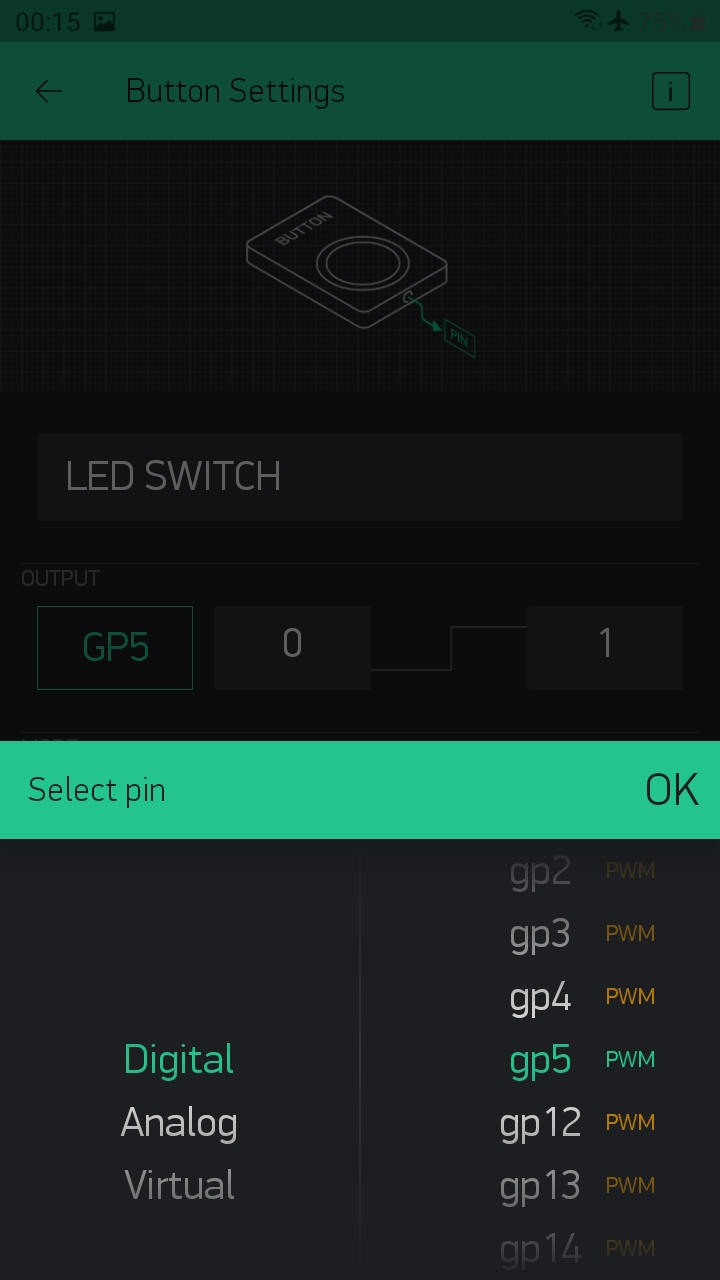 00:15 75%
Button Settings
i
BUTTON
PIN
LED SWITCH
OUTPUT
GP5 0 1
Select pin OK
gp2 PWM
gp3 PWM
gp4 PWM
Digital gp5 PWM
Analog gp12 PWM
Virtual gp13 PWM
gp14 PWM